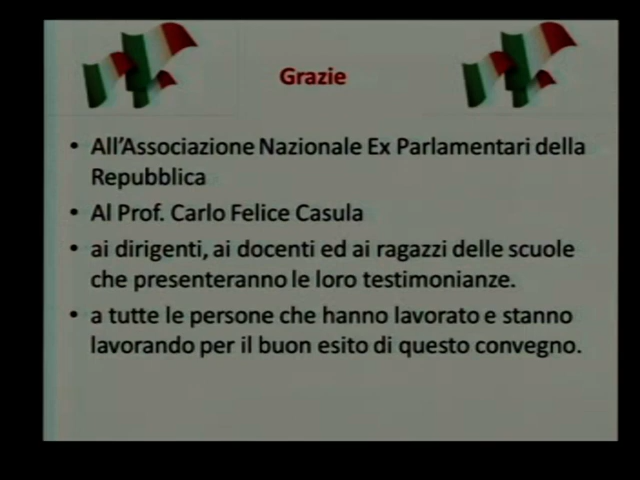 Grazie
• All'Associazione Nazionale Ex Parlamentari della
Repubblica
• Al Prof. Carlo Felice Casula
• ai dirigenti, ai docenti ed ai ragazzi delle scuole
che presenteranno le loro testimonianze.
• a tutte le persone che hanno lavorato e stanno
lavorando per il buon esito di questo convegno.